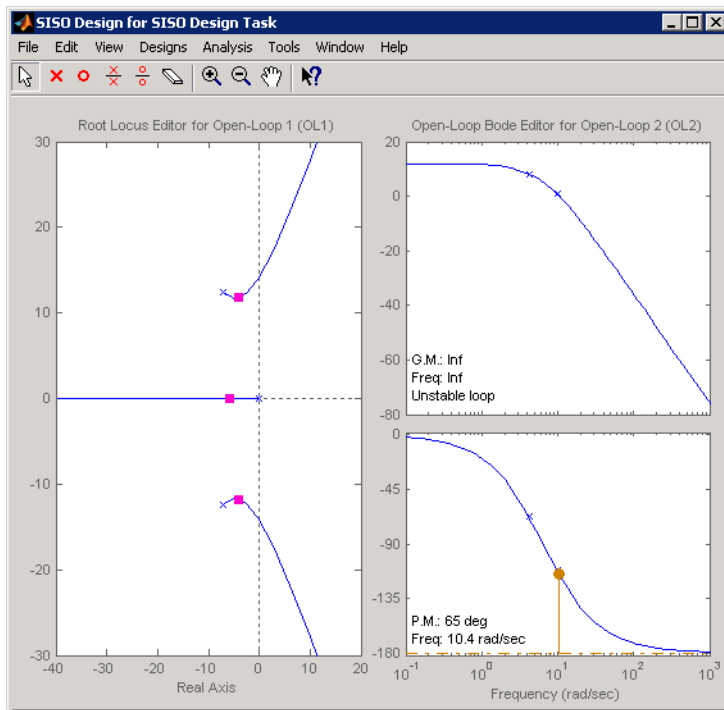 SISO Design for SISO Design Task
File Edit View Designs Analysis Tools Window Help
Root Locus Editor for Open-Loop 1 (OL1)
30
20
10
0
-10
-20
-30
-40 -30 -20 -10 0 10 20
Real Axis
Open-Loop Bode Editor for Open-Loop 2 (OL2)
20
0
-20
-40
-60
-80
G.M.: Inf
Freq: Inf
Unstable loop
0
-45
-90
-135
-180
P.M.: 65 deg
Freq: 10.4 rad/sec
10^-1 10^0 10^1 10^2 10^3
Frequency (rad/sec)